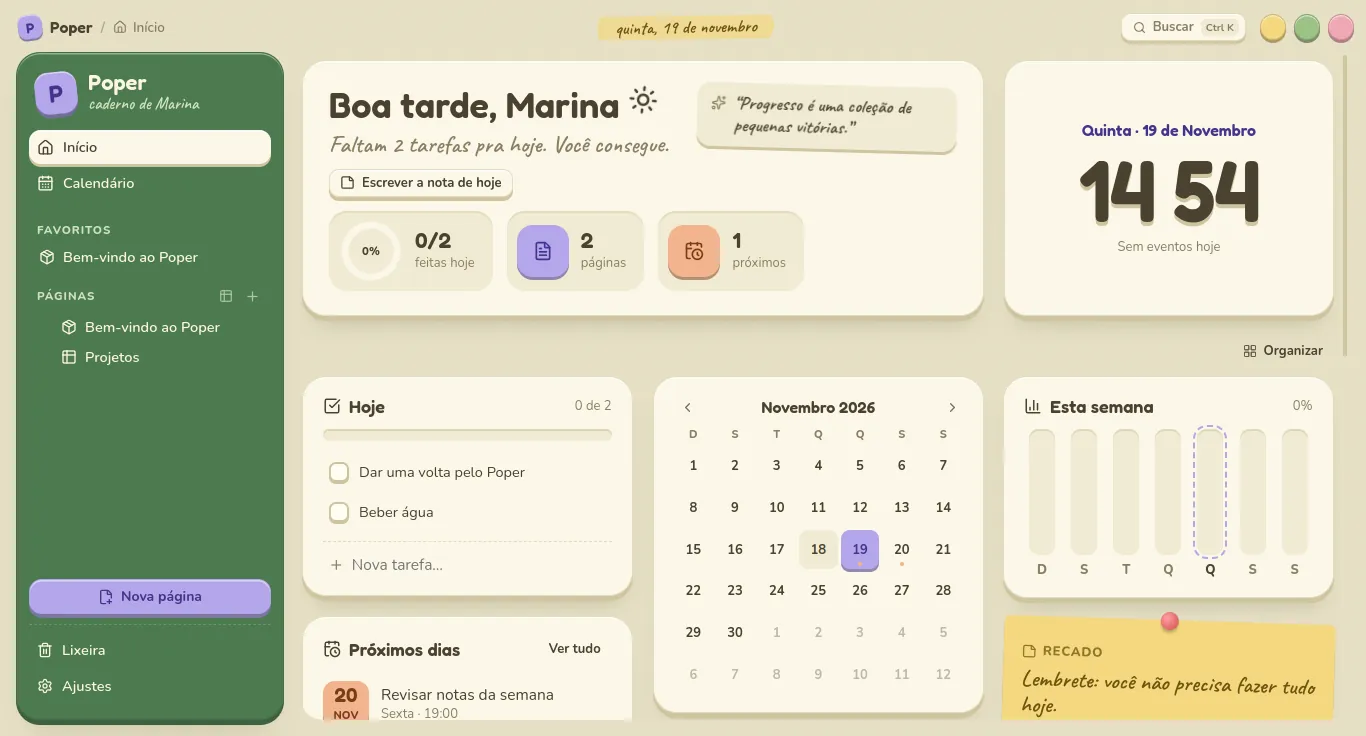 P Poper / Início
quinta, 19 de novembro
Buscar Ctrl K
P
Poper
caderno de Marina
Início
Calendário
FAVORITOS
Bem-vindo ao Poper
PÁGINAS
Bem-vindo ao Poper
Projetos
Nova página
Lixeira
Ajustes
Boa tarde, Marina
Faltam 2 tarefas pra hoje. Você consegue.
“Progresso é uma coleção de
pequenas vitórias.”
Escrever a nota de hoje
0%
0/2
feitas hoje
2
páginas
1
próximos
Quinta · 19 de Novembro
14 54
Sem eventos hoje
Organizar
Hoje
0 de 2
Dar uma volta pelo Poper
Beber água
+ Nova tarefa...
Próximos dias
Ver tudo
20
NOV
Revisar notas da semana
Sexta · 19:00
Novembro 2026
D S T Q Q S S
1 2 3 4 5 6 7
8 9 10 11 12 13 14
15 16 17 18 19 20 21
22 23 24 25 26 27 28
29 30 1 2 3 4 5
6 7 8 9 10 11 12
Esta semana
0%
D S T Q Q S S
RECADO
Lembrete: você não precisa fazer tudo
hoje.